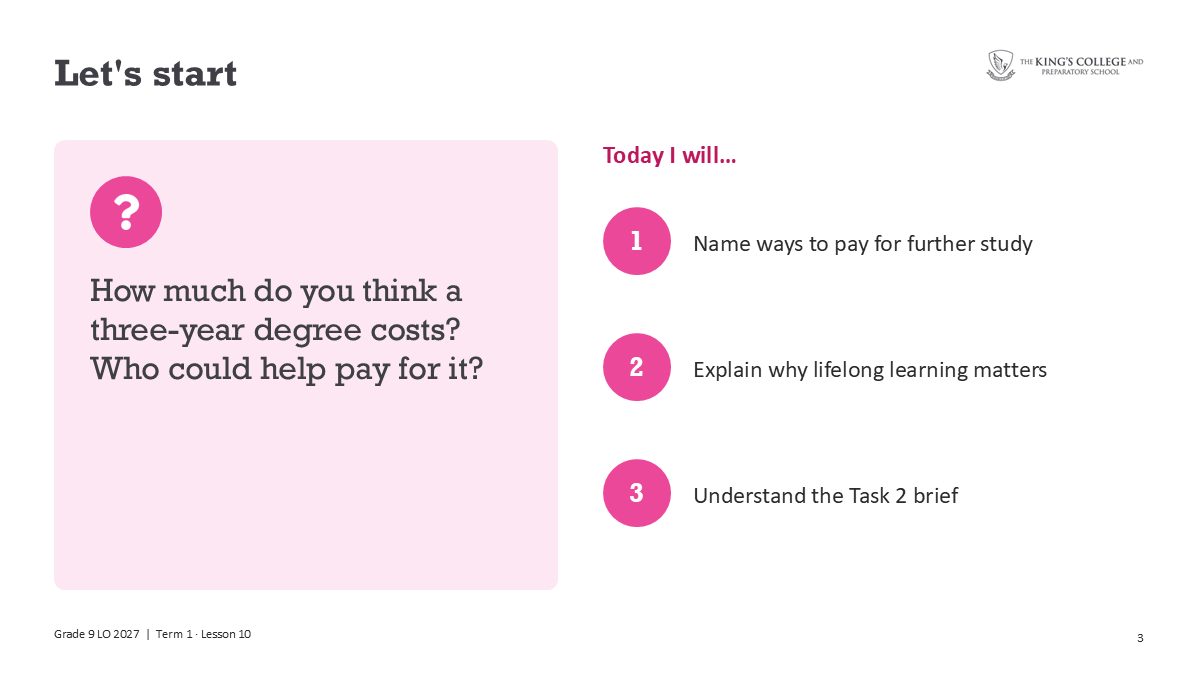 Let's start
THE KING'S COLLEGE AND
PREPARATORY SCHOOL
?
How much do you think a
three-year degree costs?
Who could help pay for it?
Today I will...
1
Name ways to pay for further study
2
Explain why lifelong learning matters
3
Understand the Task 2 brief
Grade 9 LO 2027 | Term 1 · Lesson 10
3